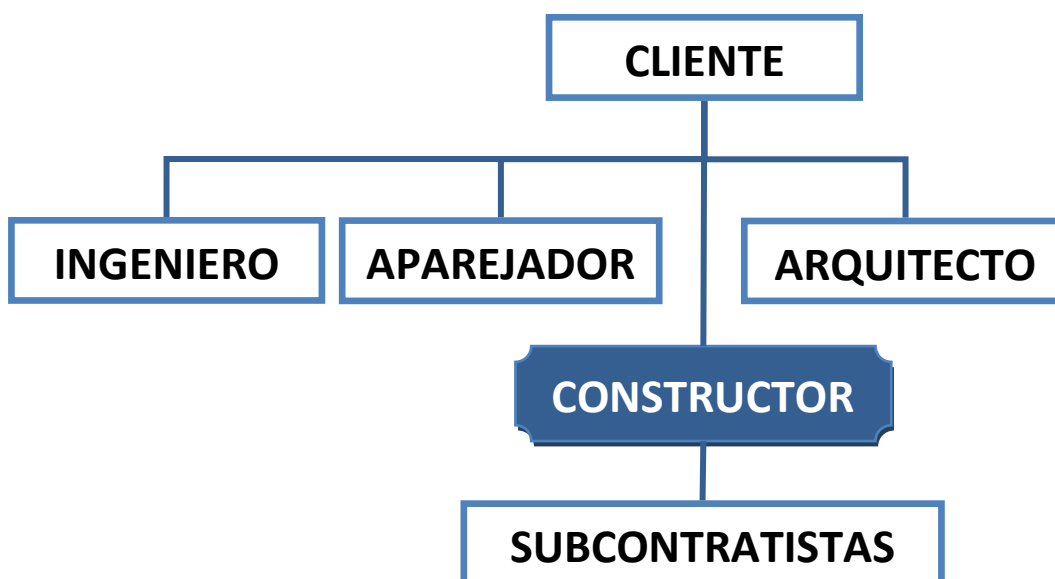 CLIENTE
INGENIERO
APAREJADOR
ARQUITECTO
CONSTRUCTOR
SUBCONTRATISTAS